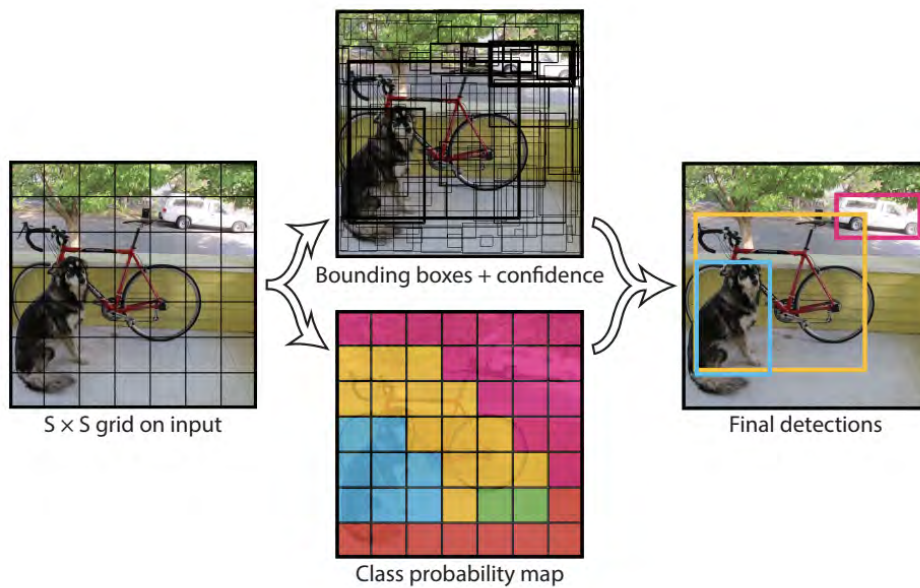 S × S grid on input
Bounding boxes + confidence
Class probability map
Final detections